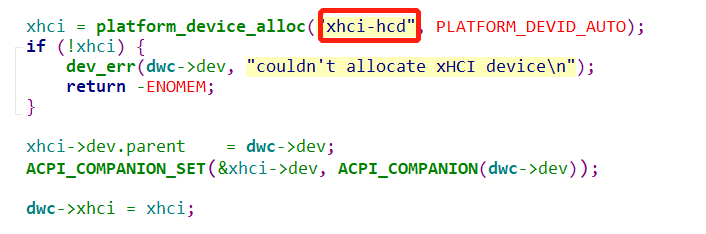 xhci = platform_device_alloc("xhci-hcd", PLATFORM_DEVID_AUTO);
if (!xhci) {
dev_err(dwc->dev, "couldn't allocate xHCI device\n");
return -ENOMEM;
}
xhci->dev.parent = dwc->dev;
ACPI_COMPANION_SET(&xhci->dev, ACPI_COMPANION(dwc->dev));
dwc->xhci = xhci;